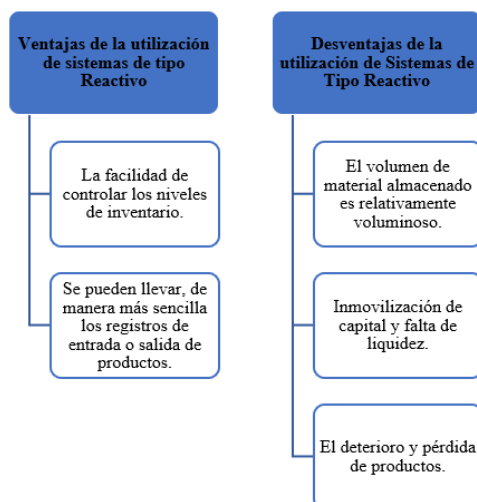 Ventajas de la utilización
de sistemas de tipo
Reactivo
La facilidad de
controlar los niveles
de inventario.
Se pueden llevar, de
manera más sencilla
los registros de
entrada o salida de
productos.
Desventajas de la
utilización de Sistemas de
Tipo Reactivo
El volumen de
material almacenado
es relativamente
voluminoso.
Inmovilización de
capital y falta de
liquidez.
El deterioro y pérdida
de productos.